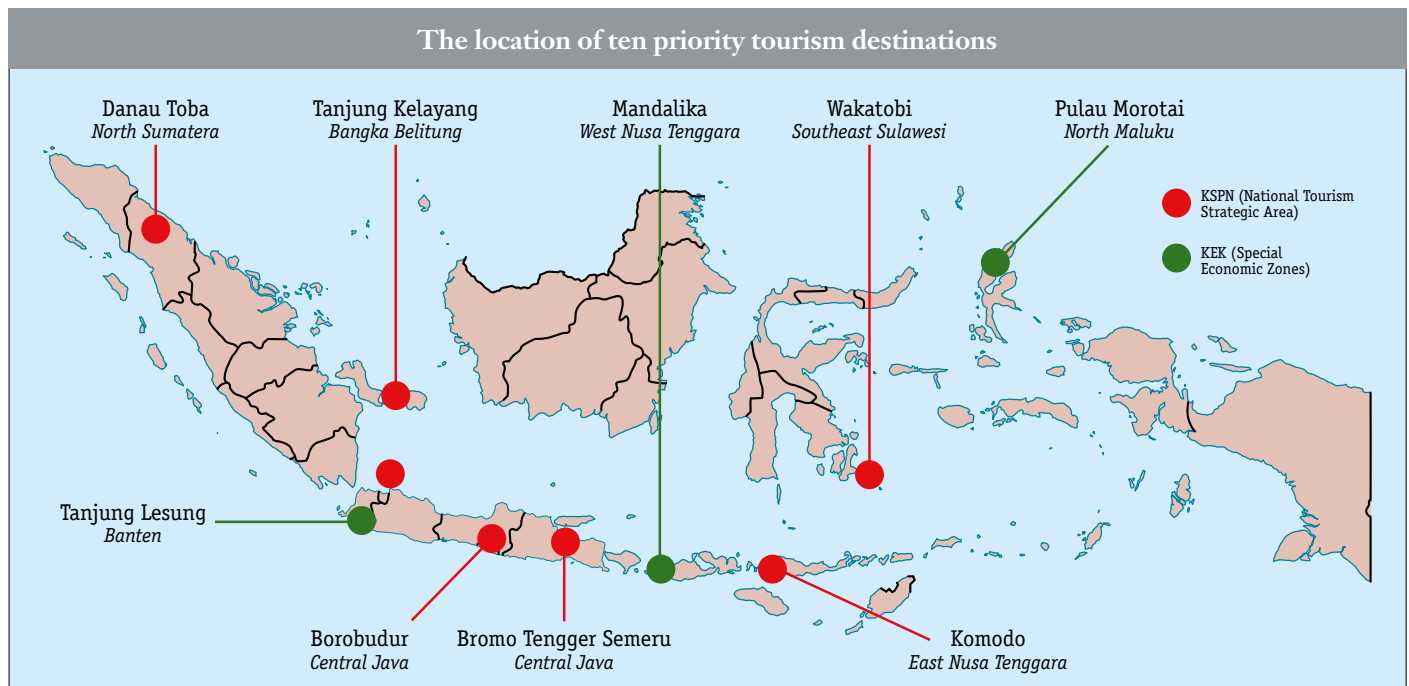 The location of ten priority tourism destinations
Danau Toba
North Sumatera
Tanjung Kelayang
Bangka Belitung
Mandalika
West Nusa Tenggara
Wakatobi
Southeast Sulawesi
Pulau Morotai
North Maluku
KSPN (National Tourism
Strategic Area)
KEK (Special
Economic Zones)
Tanjung Lesung
Banten
Borobudur
Central Java
Bromo Tengger Semeru
Central Java
Komodo
East Nusa Tenggara